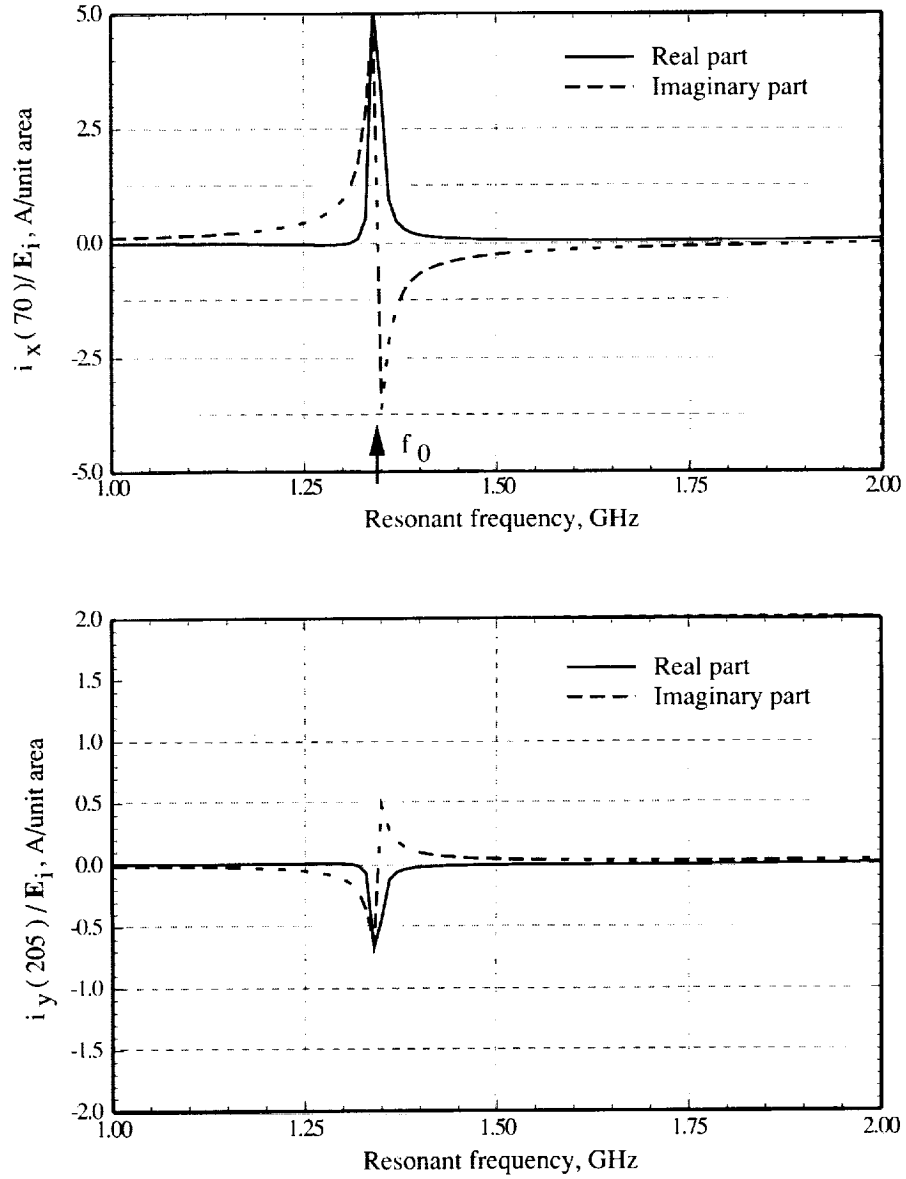 5.0
2.5
0.0
-2.5
-5.0
i x ( 70 ) / E i , A/unit area
Real part
Imaginary part
f 0
1.00 1.25 1.50 1.75 2.00
Resonant frequency, GHz
2.0
1.5
1.0
0.5
0.0
-0.5
-1.0
-1.5
-2.0
i y ( 205 ) / E i , A/unit area
Real part
Imaginary part
1.00 1.25 1.50 1.75 2.00
Resonant frequency, GHz